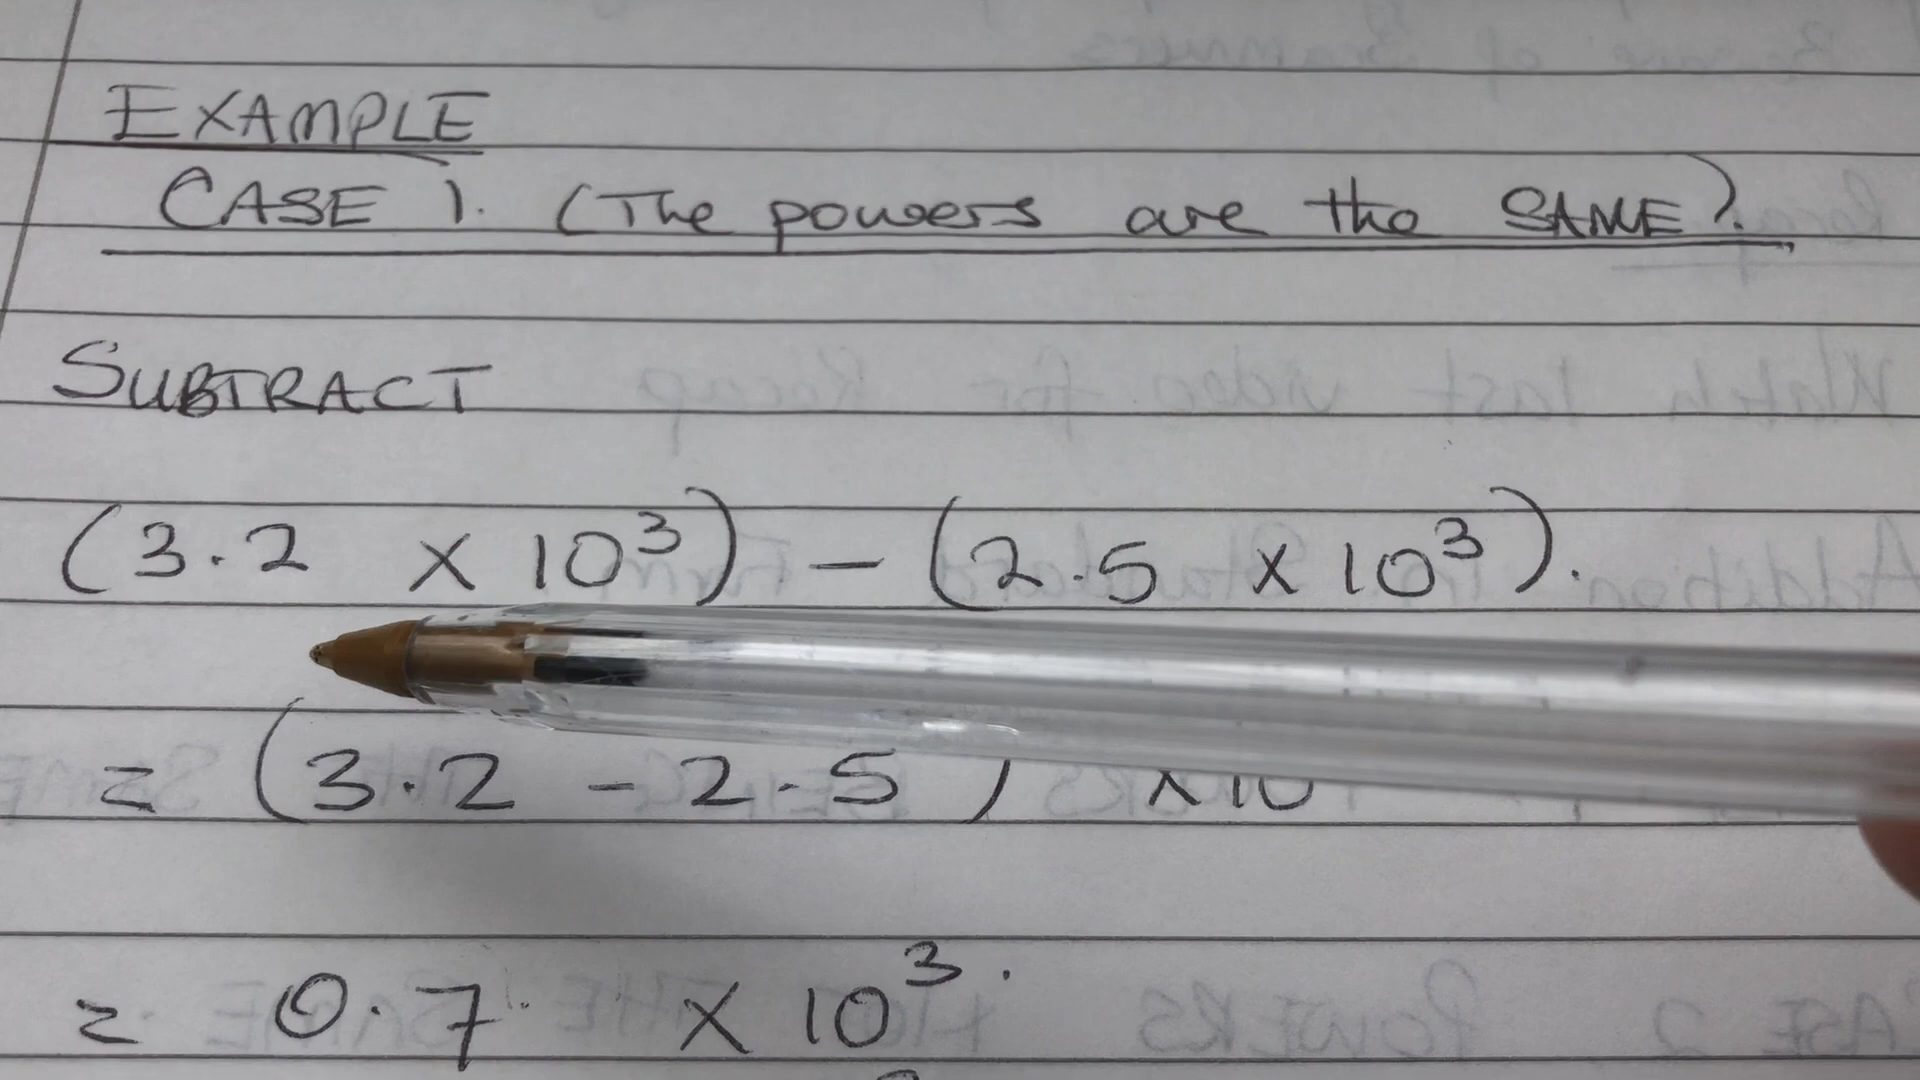 EXAMPLE
CASE 1. (The powers are the SAME).
SUBTRACT
(3.2 × 10³) − (2.5 × 10³).
= (3.2 − 2.5) × 10
= 0.7 × 10³.